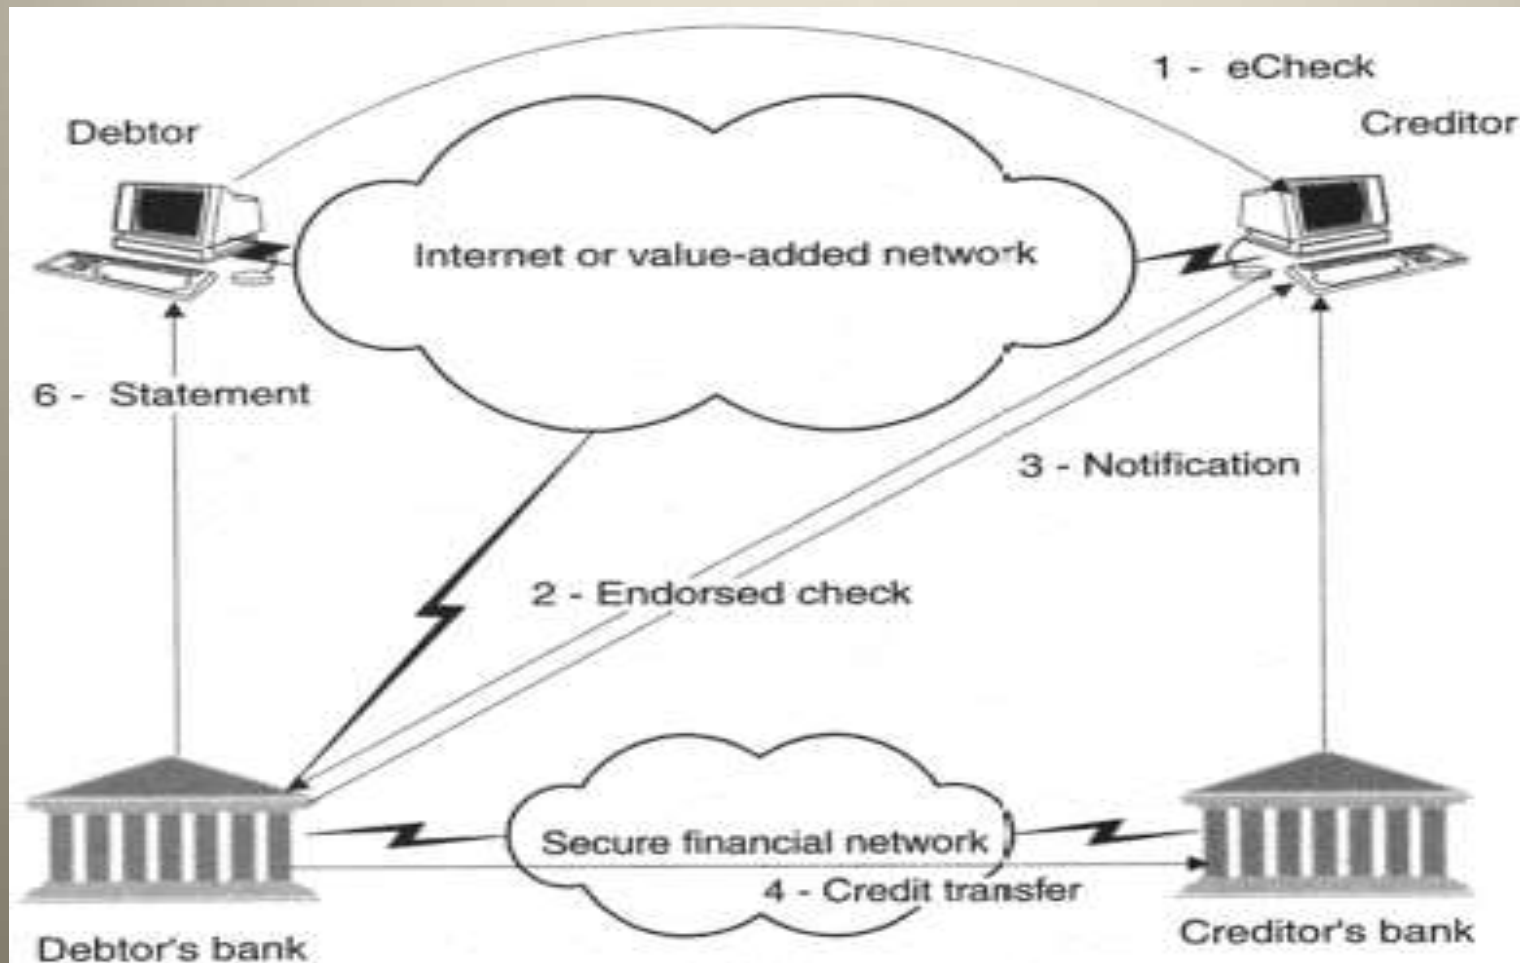 1 - eCheck
Debtor
Creditor
Internet or value-added network
6 - Statement
3 - Notification
2 - Endorsed check
Secure financial network
4 - Credit transfer
Debtor's bank
Creditor's bank